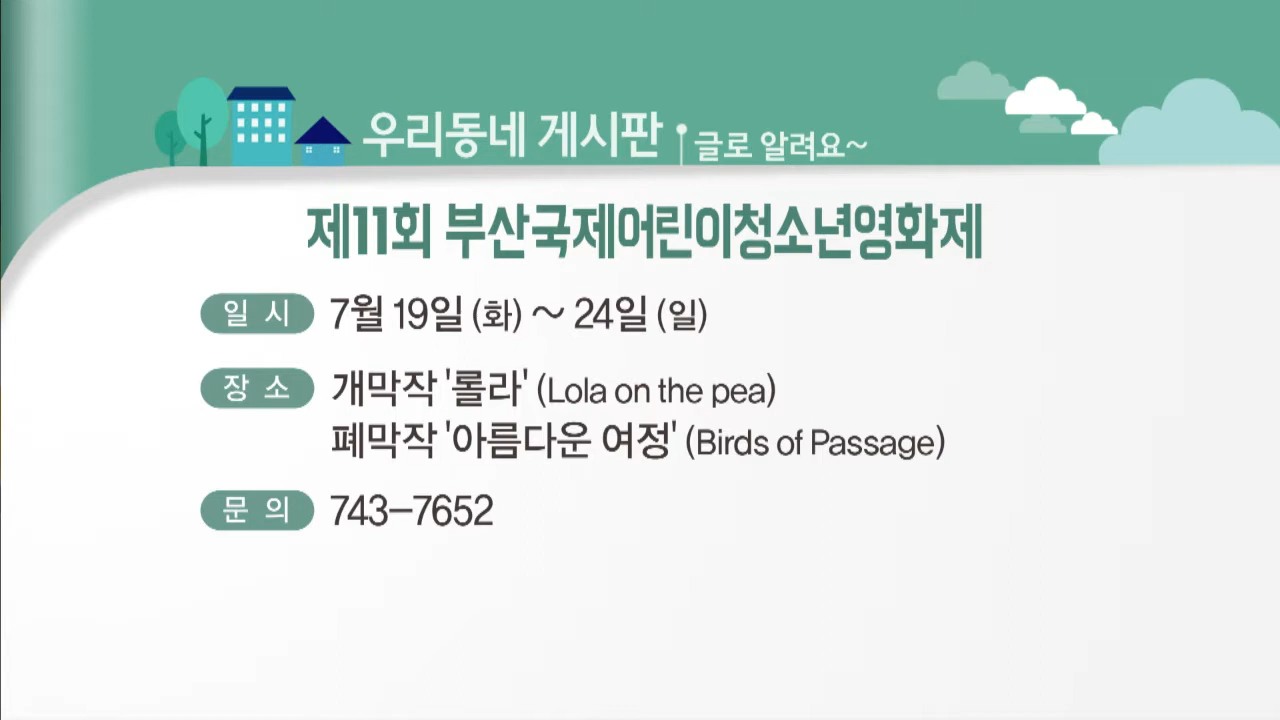 우리동네 게시판 글로 알려요~
제11회 부산국제어린이청소년영화제
일 시 7월 19일 (화) ~ 24일 (일)
장 소 개막작 '롤라' (Lola on the pea)
폐막작 '아름다운 여정' (Birds of Passage)
문 의 743-7652